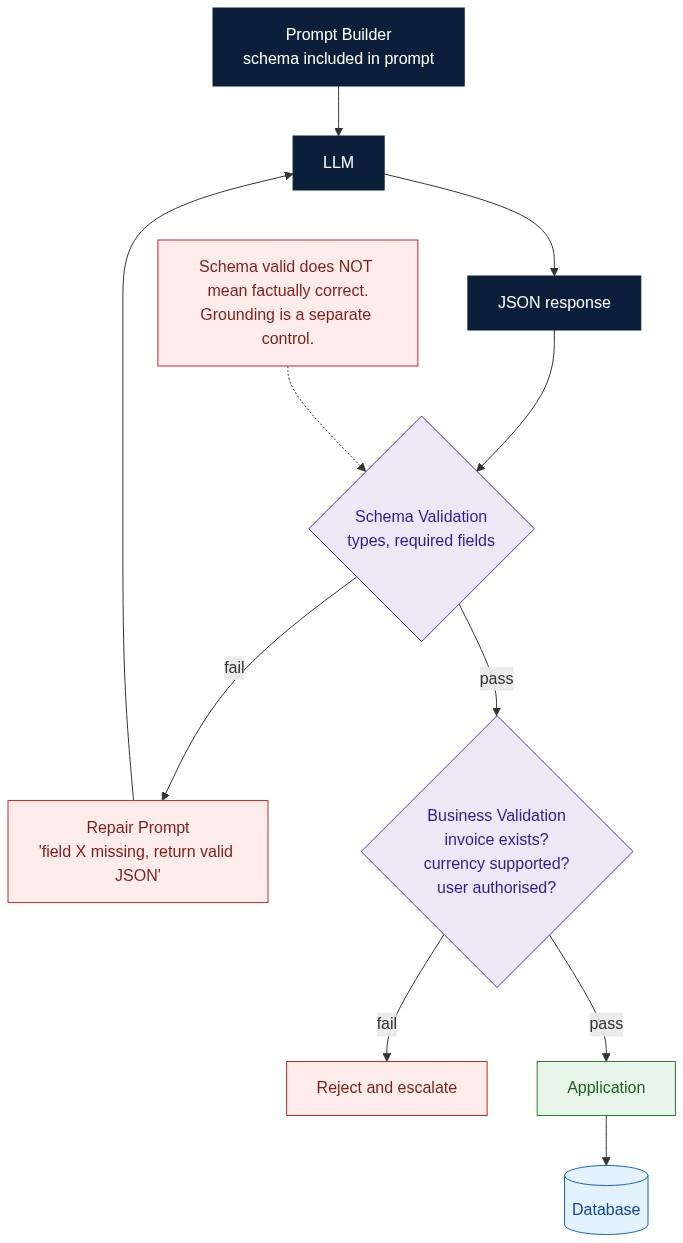 Prompt Builder
schema included in prompt
LLM
Schema valid does NOT
mean factually correct.
Grounding is a separate
control.
JSON response
Schema Validation
types, required fields
fail
pass
Repair Prompt
'field X missing, return valid
JSON'
Business Validation
invoice exists?
currency supported?
user authorised?
fail
pass
Reject and escalate
Application
Database